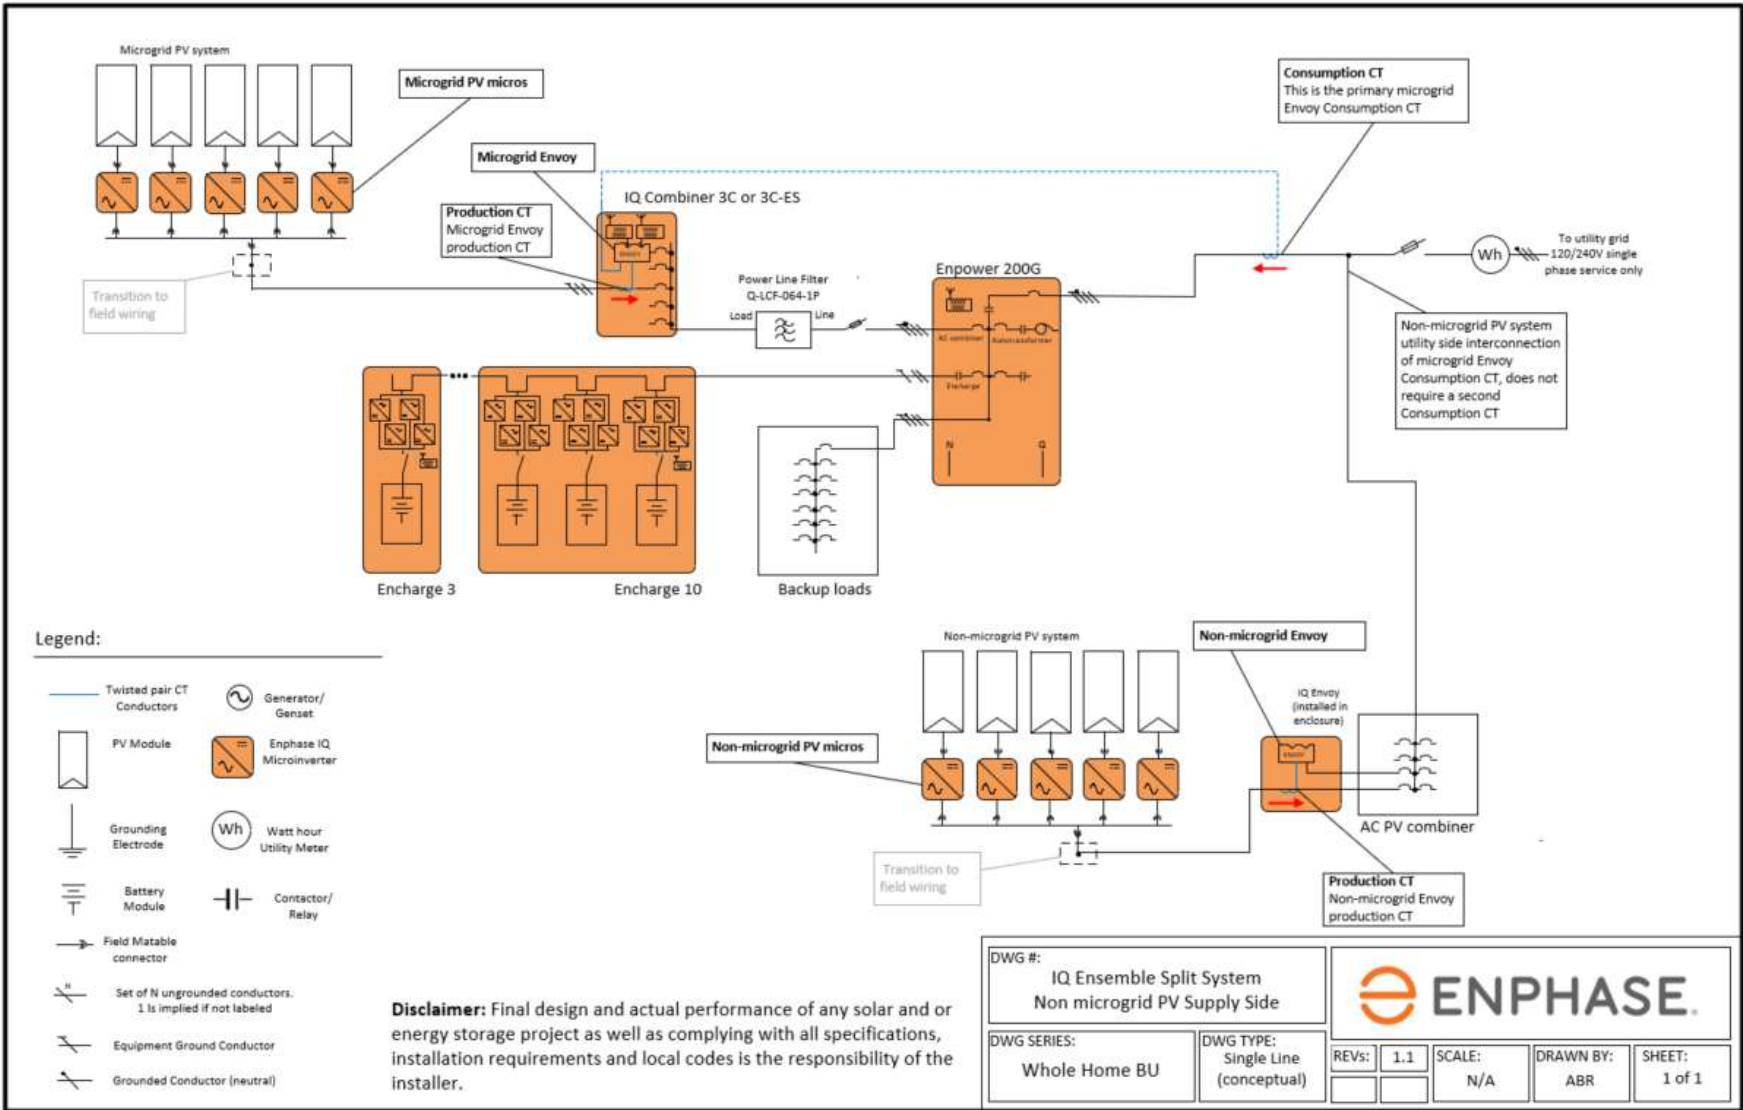 Microgrid PV system
Microgrid PV micros
Microgrid Envoy
Production CT
Microgrid Envoy
production CT
IQ Combiner 3C or 3C-ES
Transition to
field wiring
Power Line Filter
Q-LCF-064-1P
Load
Line
Enpower 200G
AC combiner
Autotransformer
Encharge
N
G
Consumption CT
This is the primary microgrid
Envoy Consumption CT
Wh
To utility grid
120/240V single
phase service only
Non-microgrid PV system
utility side interconnection
of microgrid Envoy
Consumption CT, does not
require a second
Consumption CT
Encharge 3
Encharge 10
Backup loads
Legend:
Twisted pair CT
Conductors
Generator/
Genset
PV Module
Enphase IQ
Microinverter
Grounding
Electrode
Wh
Watt hour
Utility Meter
Battery
Module
Contactor/
Relay
Field Matable
connector
N
Set of N ungrounded conductors.
1 Is implied if not labeled
Equipment Ground Conductor
Grounded Conductor (neutral)
Non-microgrid PV system
Non-microgrid Envoy
Non-microgrid PV micros
IQ Envoy
(installed in
enclosure)
AC PV combiner
Transition to
field wiring
Production CT
Non-microgrid Envoy
production CT
Disclaimer: Final design and actual performance of any solar and or
energy storage project as well as complying with all specifications,
installation requirements and local codes is the responsibility of the
installer.
DWG #:
IQ Ensemble Split System
Non microgrid PV Supply Side
ENPHASE.
DWG SERIES:
Whole Home BU
DWG TYPE:
Single Line
(conceptual)
REVs:
1.1
SCALE:
N/A
DRAWN BY:
ABR
SHEET:
1 of 1